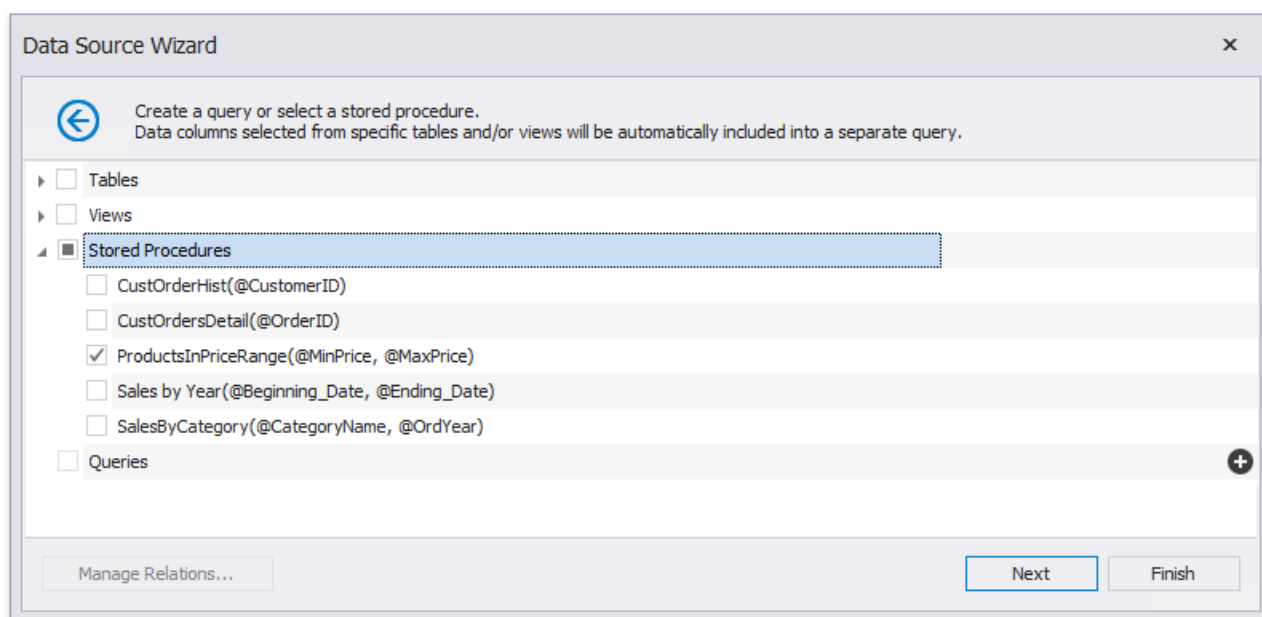 Data Source Wizard
Create a query or select a stored procedure.
Data columns selected from specific tables and/or views will be automatically included into a separate query.
Tables
Views
Stored Procedures
CustOrderHist(@CustomerID)
CustOrdersDetail(@OrderID)
ProductsInPriceRange(@MinPrice, @MaxPrice)
Sales by Year(@Beginning_Date, @Ending_Date)
SalesByCategory(@CategoryName, @OrdYear)
Queries
Manage Relations...
Next
Finish